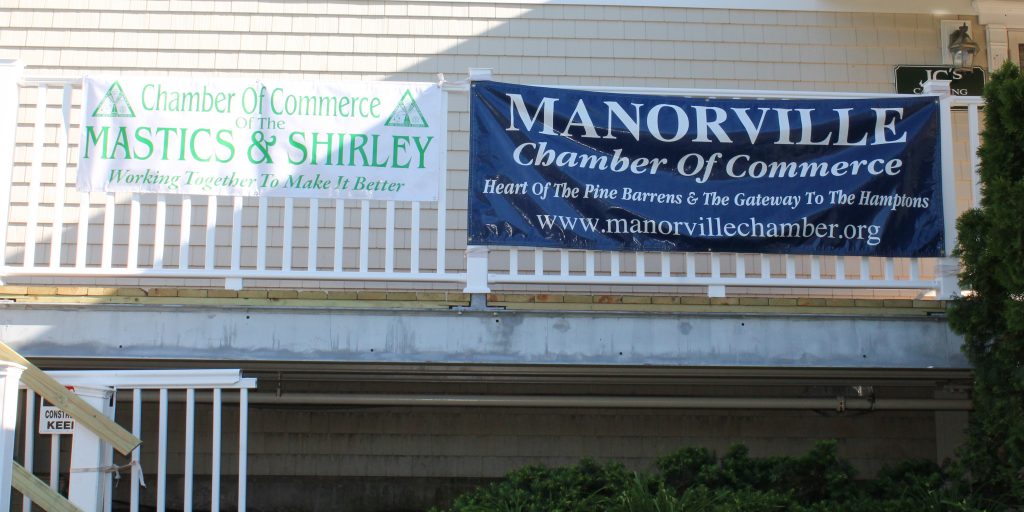 Chamber Of Commerce
Of The
MASTICS & SHIRLEY
Working Together To Make It Better
MANORVILLE
Chamber Of Commerce
Heart Of The Pine Barrens & The Gateway To The Hamptons
www.manorvillechamber.org
JC's